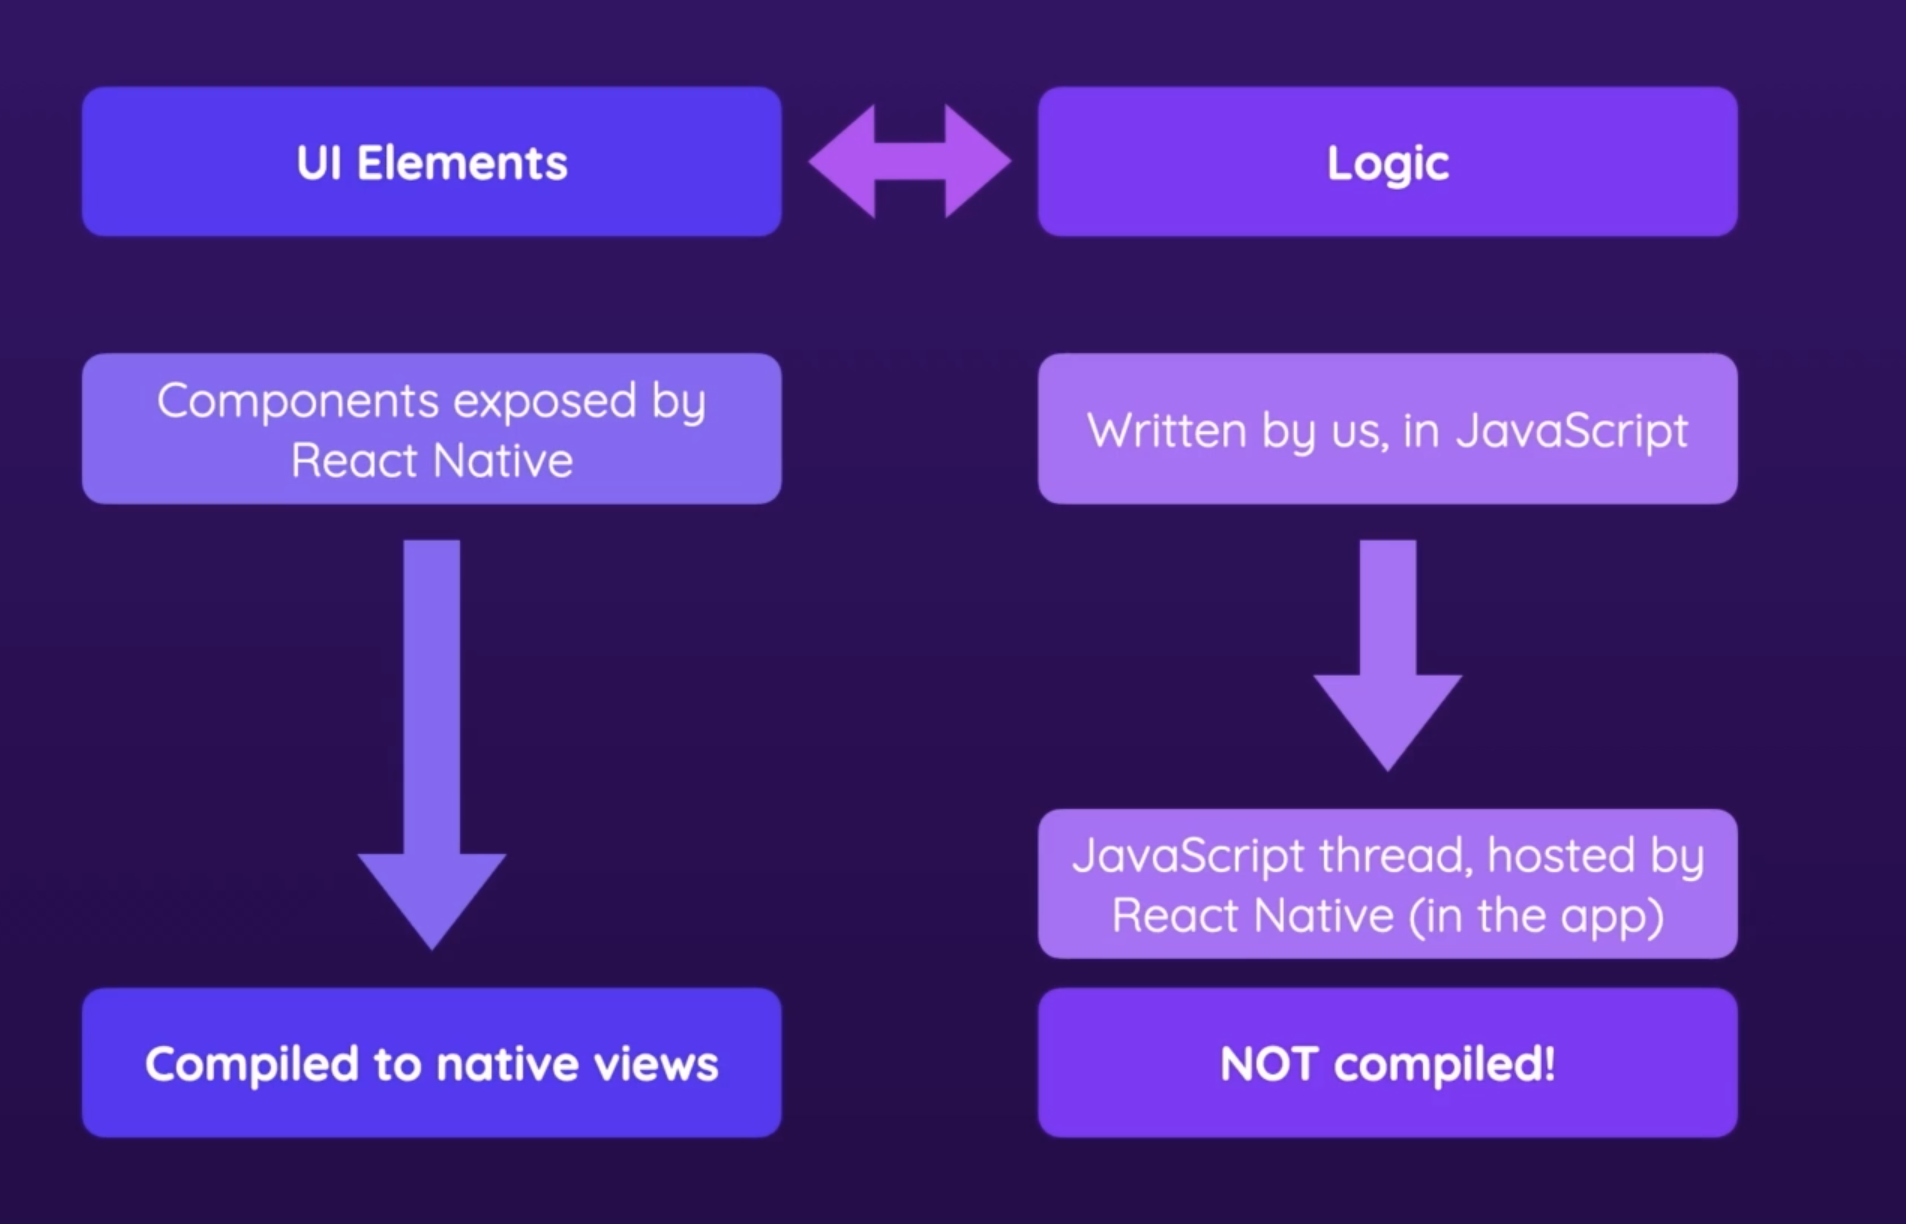 UI Elements
Logic
Components exposed by
React Native
Written by us, in JavaScript
JavaScript thread, hosted by
React Native (in the app)
Compiled to native views
NOT compiled!